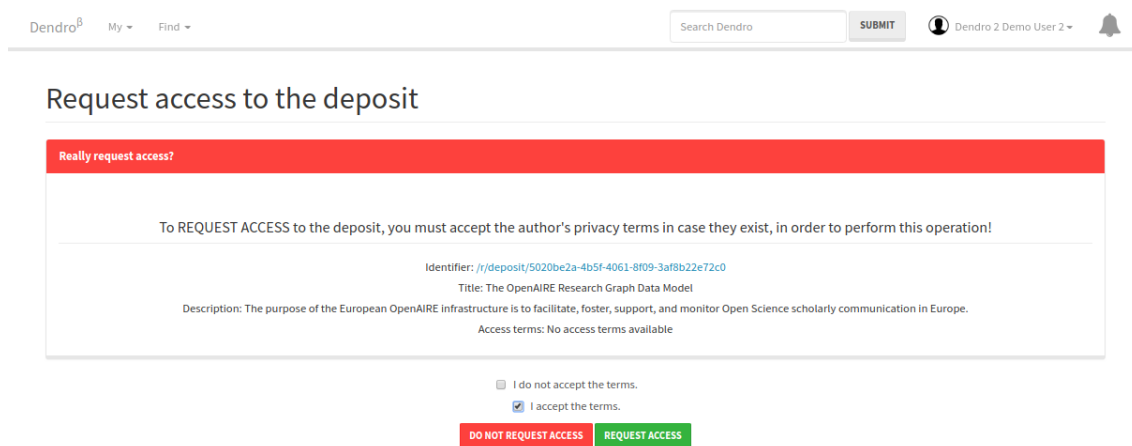 Dendroβ My Find Search Dendro SUBMIT Dendro 2 Demo User 2
Request access to the deposit
Really request access?
To REQUEST ACCESS to the deposit, you must accept the author's privacy terms in case they exist, in order to perform this operation!
Identifier: /r/deposit/5020be2a-4b5f-4061-8f09-3af8b22e72c0
Title: The OpenAIRE Research Graph Data Model
Description: The purpose of the European OpenAIRE infrastructure is to facilitate, foster, support, and monitor Open Science scholarly communication in Europe.
Access terms: No access terms available
I do not accept the terms.
I accept the terms.
DO NOT REQUEST ACCESS REQUEST ACCESS